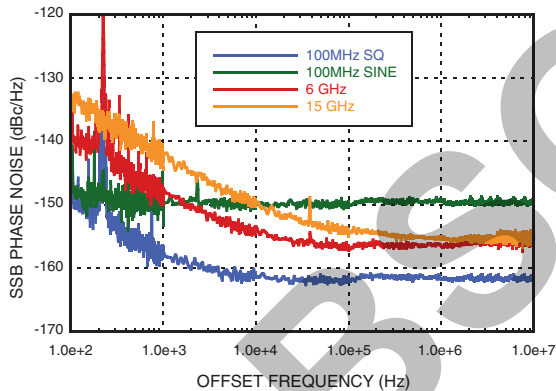 -120
-130
-140
-150
-160
-170
SSB PHASE NOISE (dBc/Hz)
100MHz SQ
100MHz SINE
6 GHz
15 GHz
1.0e+2 1.0e+3 1.0e+4 1.0e+5 1.0e+6 1.0e+7
OFFSET FREQUENCY (Hz)
BSO